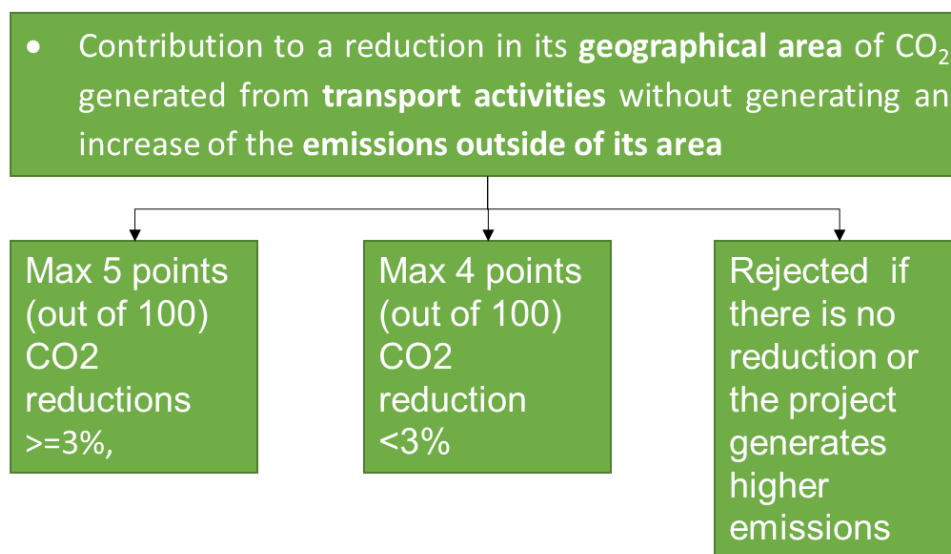 • Contribution to a reduction in its geographical area of CO₂
generated from transport activities without generating an
increase of the emissions outside of its area
Max 5 points
(out of 100)
CO2
reductions
>=3%,
Max 4 points
(out of 100)
CO2
reduction
<3%
Rejected if
there is no
reduction or
the project
generates
higher
emissions